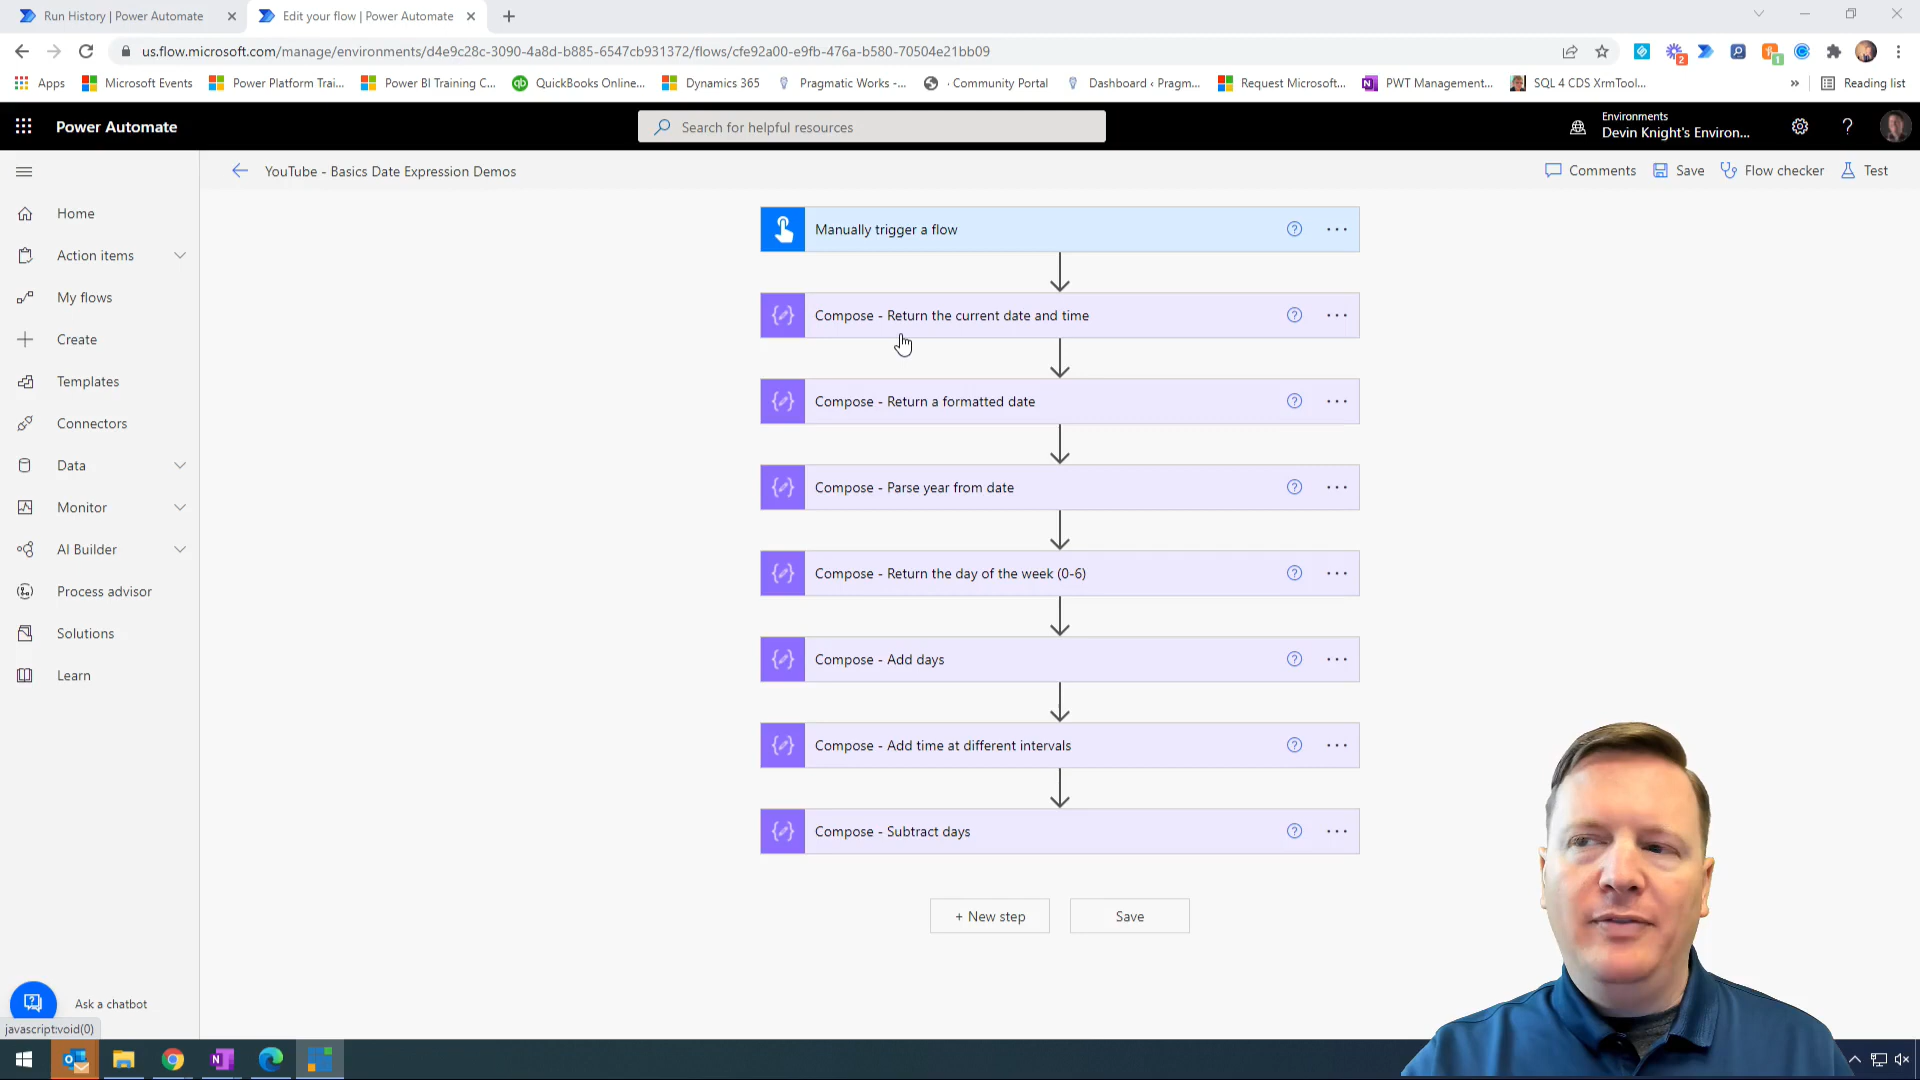 Run History | Power Automate
Edit your flow | Power Automate
us.flow.microsoft.com/manage/environments/d4e9c28c-3090-4a8d-b885-6547cb931372/flows/cfe92a00-e9fb-476a-b580-70504e21bb09
2
1
Apps
Microsoft Events
Power Platform Trai...
Power BI Training C...
qb
QuickBooks Online...
Dynamics 365
Pragmatic Works -...
· Community Portal
Dashboard ‹ Pragm...
Request Microsoft...
N
PWT Management...
SQL 4 CDS XrmTool...
»
Reading list
Power Automate
Search for helpful resources
Environments
Devin Knight's Environ...
?
YouTube - Basics Date Expression Demos
Comments
Save
Flow checker
Test
Home
Action items
My flows
Create
Templates
Connectors
Data
Monitor
AI Builder
Process advisor
Solutions
Learn
Manually trigger a flow
Compose - Return the current date and time
Compose - Return a formatted date
Compose - Parse year from date
Compose - Return the day of the week (0-6)
Compose - Add days
Compose - Add time at different intervals
Compose - Subtract days
+ New step
Save
Ask a chatbot
javascript:void(0)